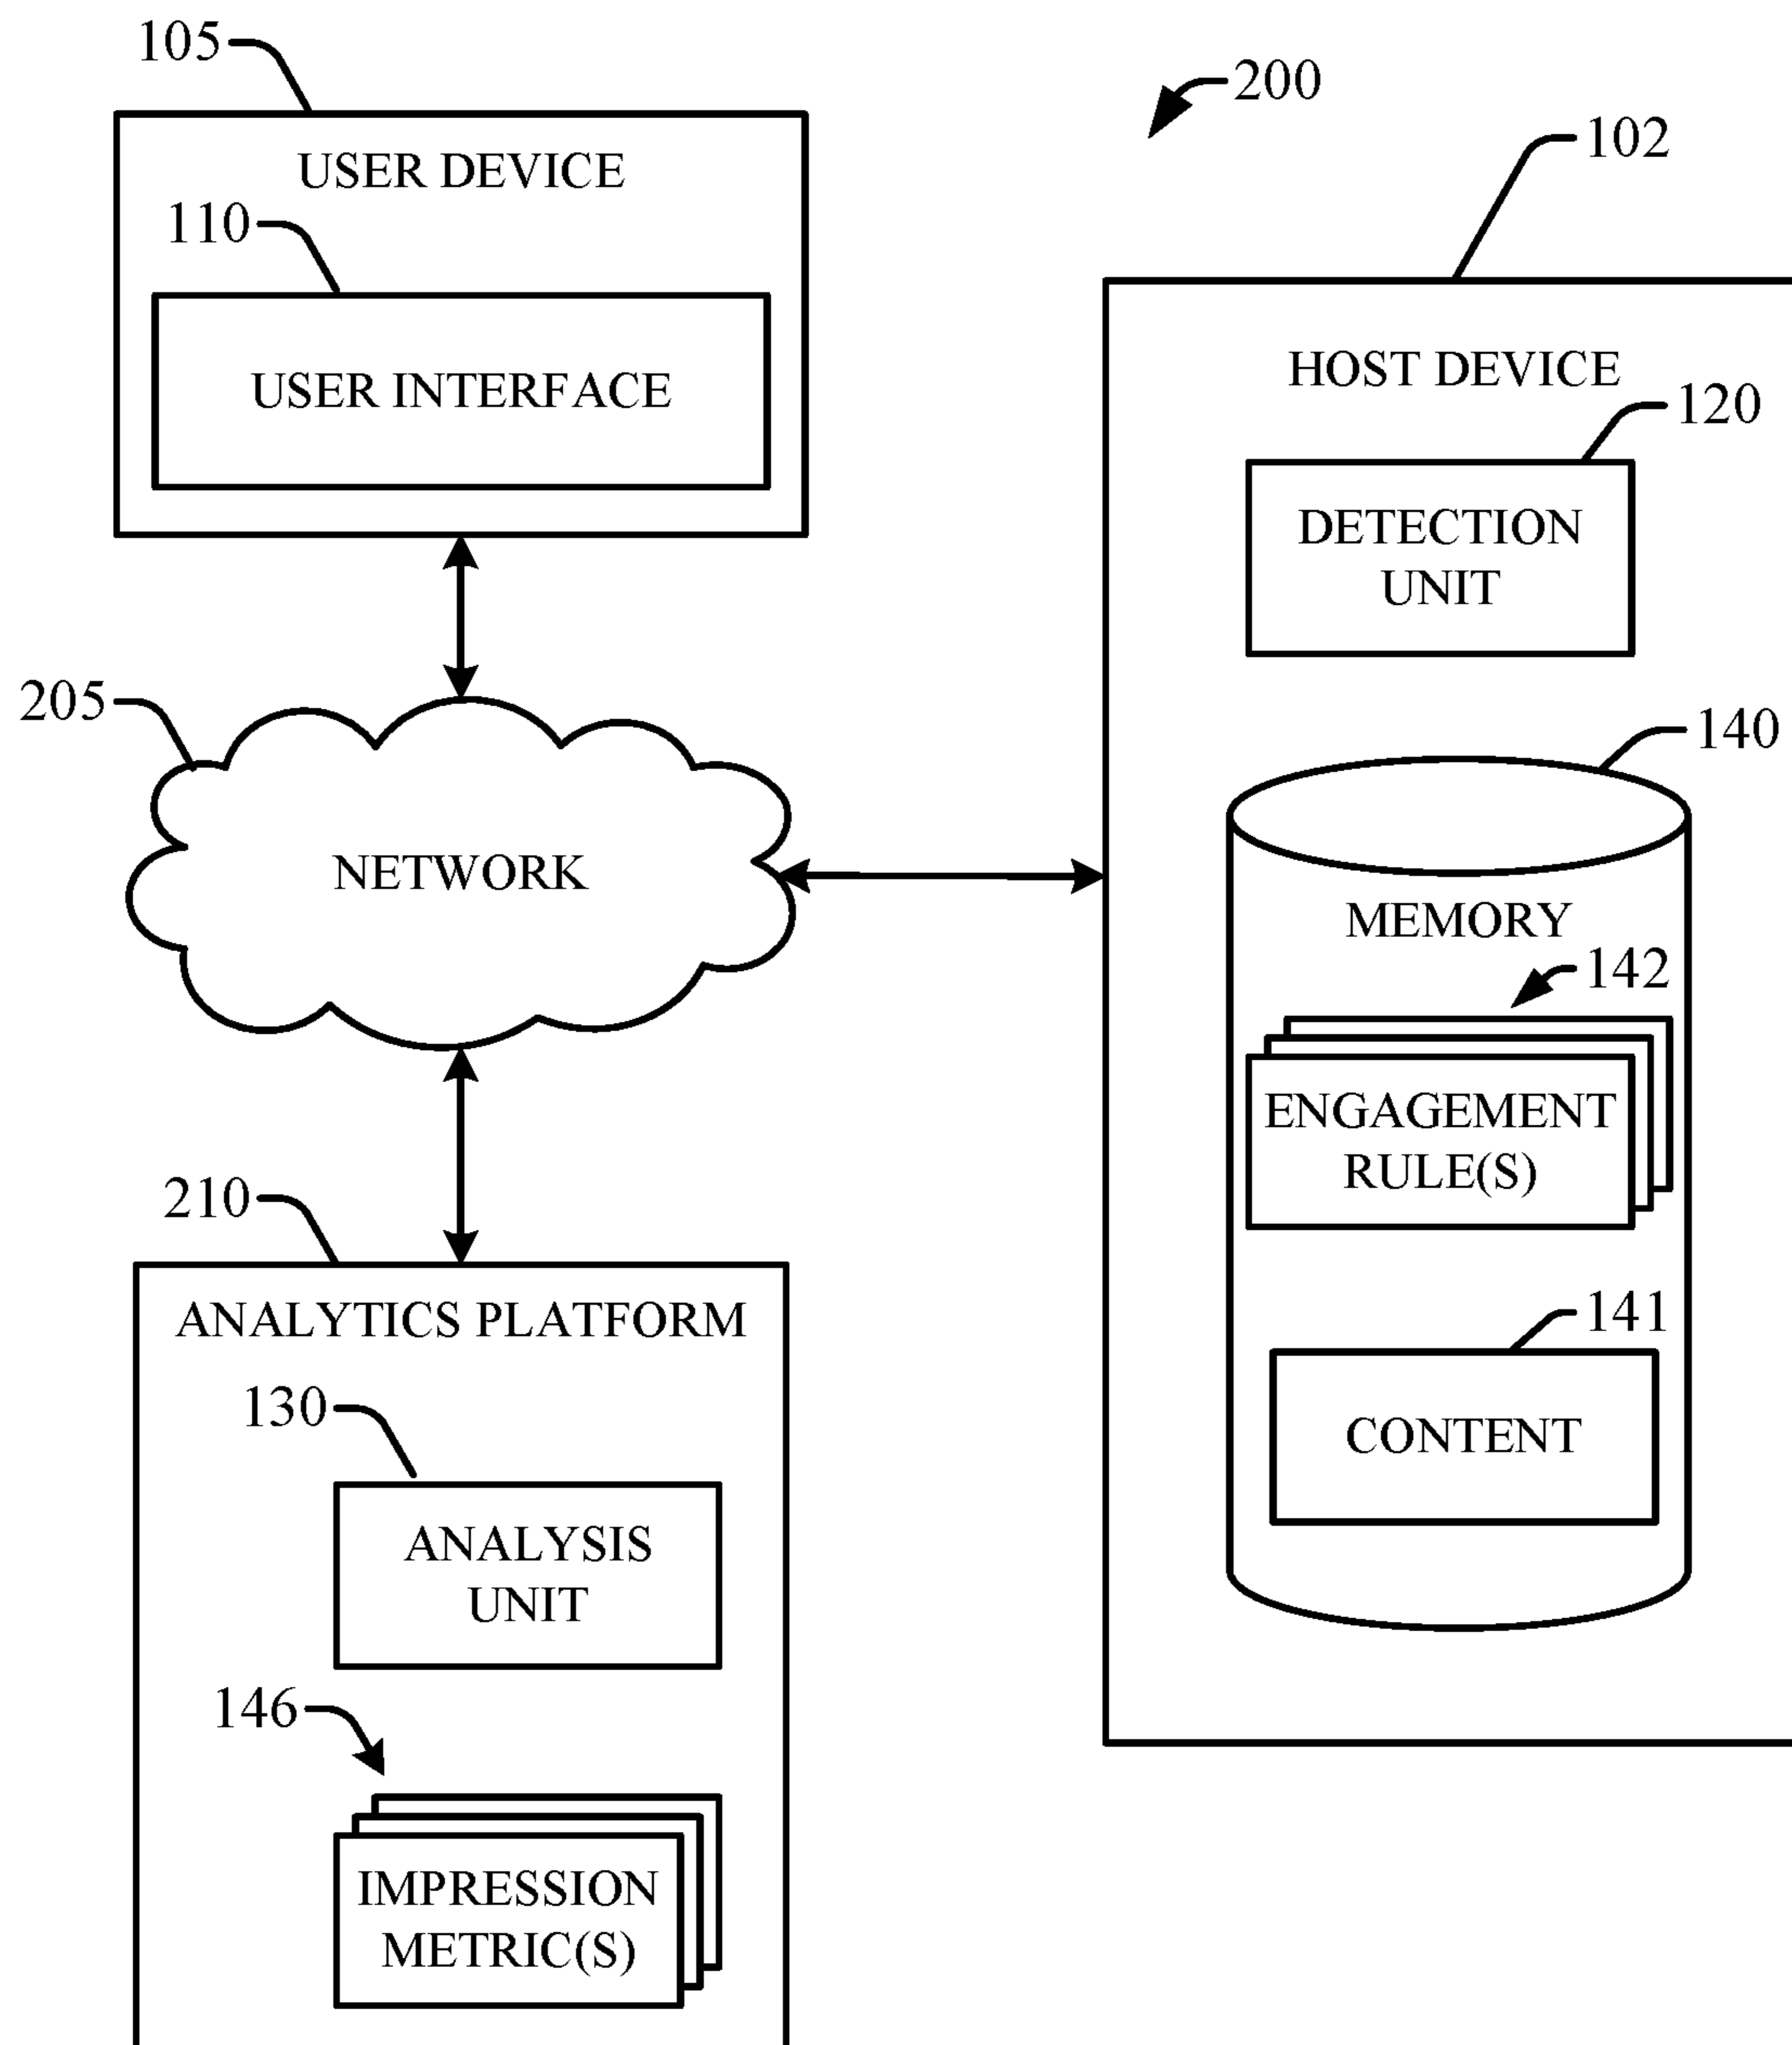 105
200
102
USER DEVICE
110
USER INTERFACE
HOST DEVICE
120
DETECTION
UNIT
205
NETWORK
140
MEMORY
142
ENGAGEMENT
RULE(S)
141
CONTENT
210
ANALYTICS PLATFORM
130
ANALYSIS
UNIT
146
IMPRESSION
METRIC(S)